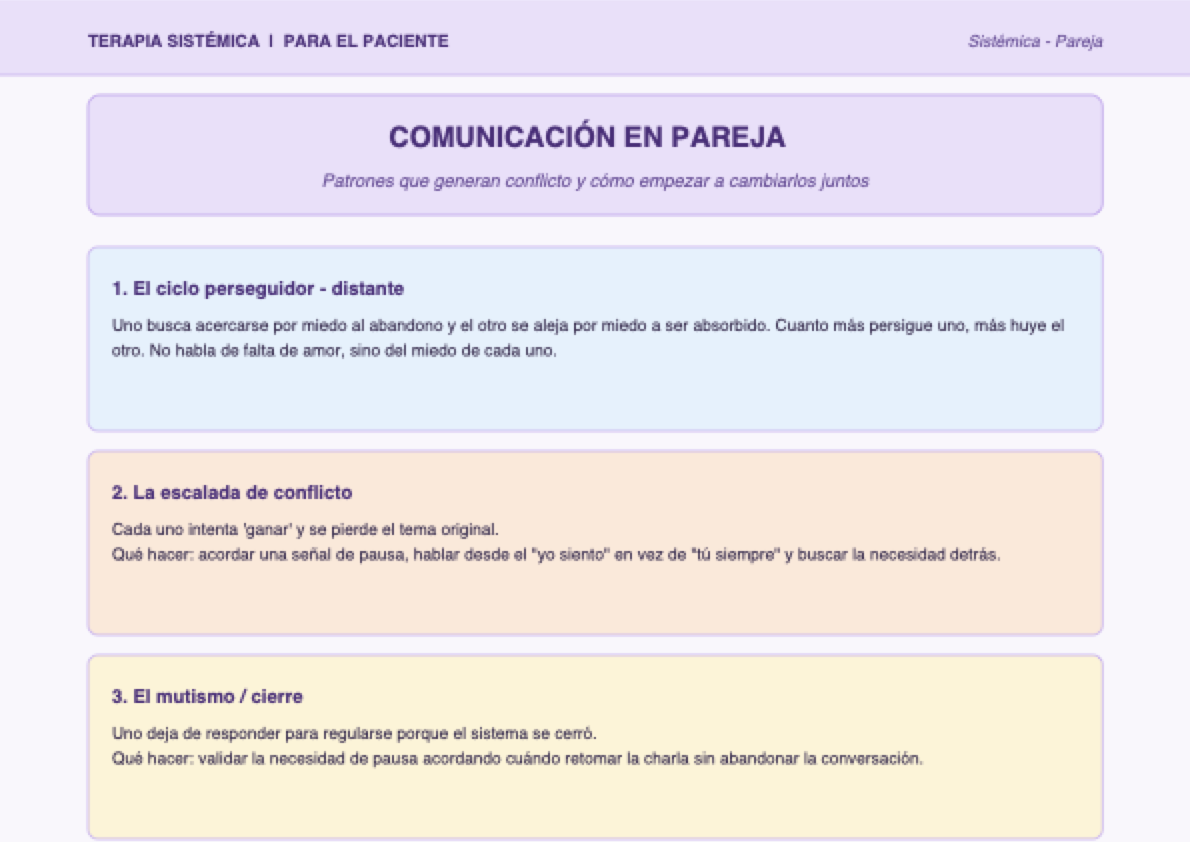 TERAPIA SISTÉMICA | PARA EL PACIENTE
Sistémica - Pareja
COMUNICACIÓN EN PAREJA
Patrones que generan conflicto y cómo empezar a cambiarlos juntos
1. El ciclo perseguidor - distante
Uno busca acercarse por miedo al abandono y el otro se aleja por miedo a ser absorbido. Cuanto más persigue uno, más huye el
otro. No habla de falta de amor, sino del miedo de cada uno.
2. La escalada de conflicto
Cada uno intenta 'ganar' y se pierde el tema original.
Qué hacer: acordar una señal de pausa, hablar desde el "yo siento" en vez de "tú siempre" y buscar la necesidad detrás.
3. El mutismo / cierre
Uno deja de responder para regularse porque el sistema se cerró.
Qué hacer: validar la necesidad de pausa acordando cuándo retomar la charla sin abandonar la conversación.